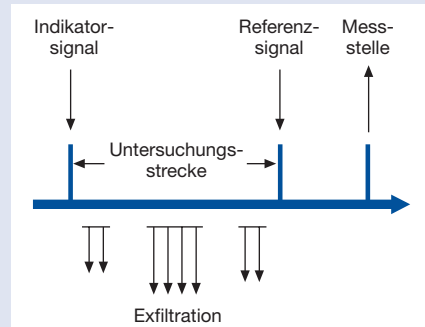 Indikator-
signal
Referenz-
signal
Mess-
stelle
Untersuchungs-
strecke
Exfiltration